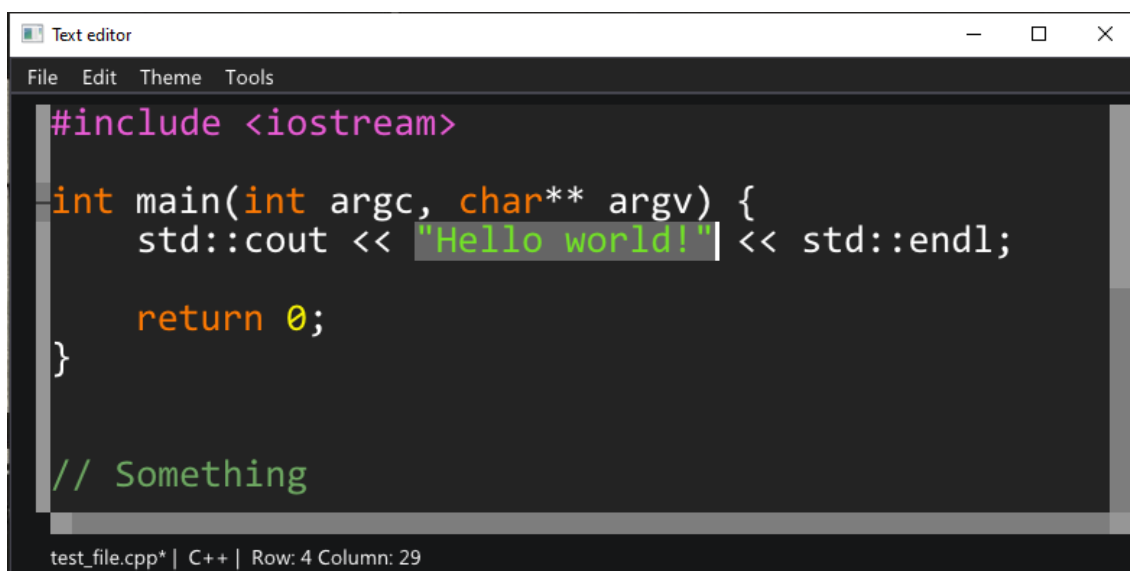 Text editor
File Edit Theme Tools
#include <iostream>
int main(int argc, char** argv) {
    std::cout << "Hello world!" << std::endl;
    return 0;
}
// Something
test_file.cpp* | C++ | Row: 4 Column: 29